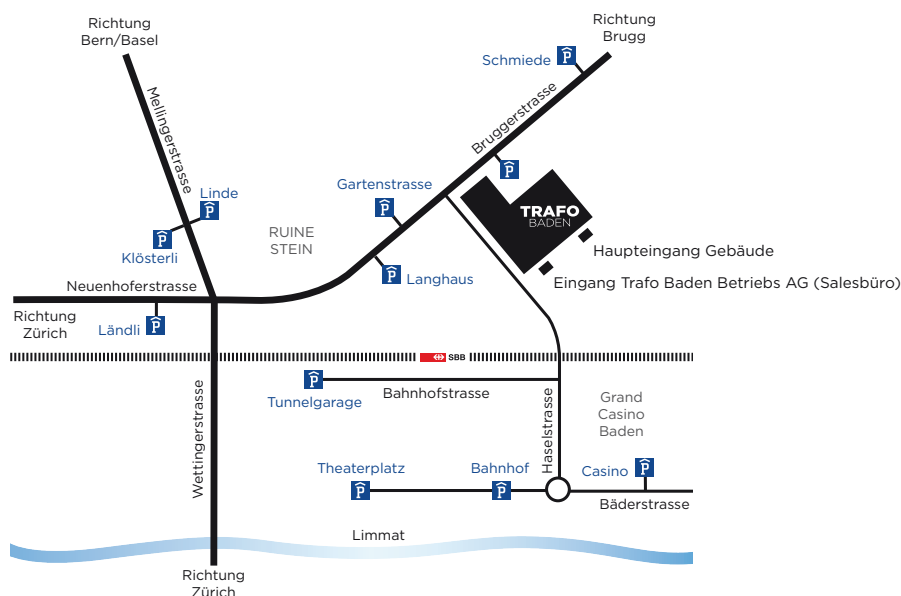 Richtung
Bern/Basel
Richtung
Brugg
Schmiede
P
Mellingerstrasse
Bruggerstrasse
P
Linde
P
Gartenstrasse
P
TRAFO
BADEN
P
Klösterli
RUINE
STEIN
Haupteingang Gebäude
P
Langhaus
Eingang Trafo Baden Betriebs AG (Salesbüro)
Neuenhoferstrasse
Richtung
Zürich
Ländli
P
SBB
P
Tunnelgarage
Bahnhofstrasse
Haselstrasse
Grand
Casino
Baden
Wettingerstrasse
Theaterplatz
P
Bahnhof
P
Casino
P
Bäderstrasse
Limmat
Richtung
Zürich